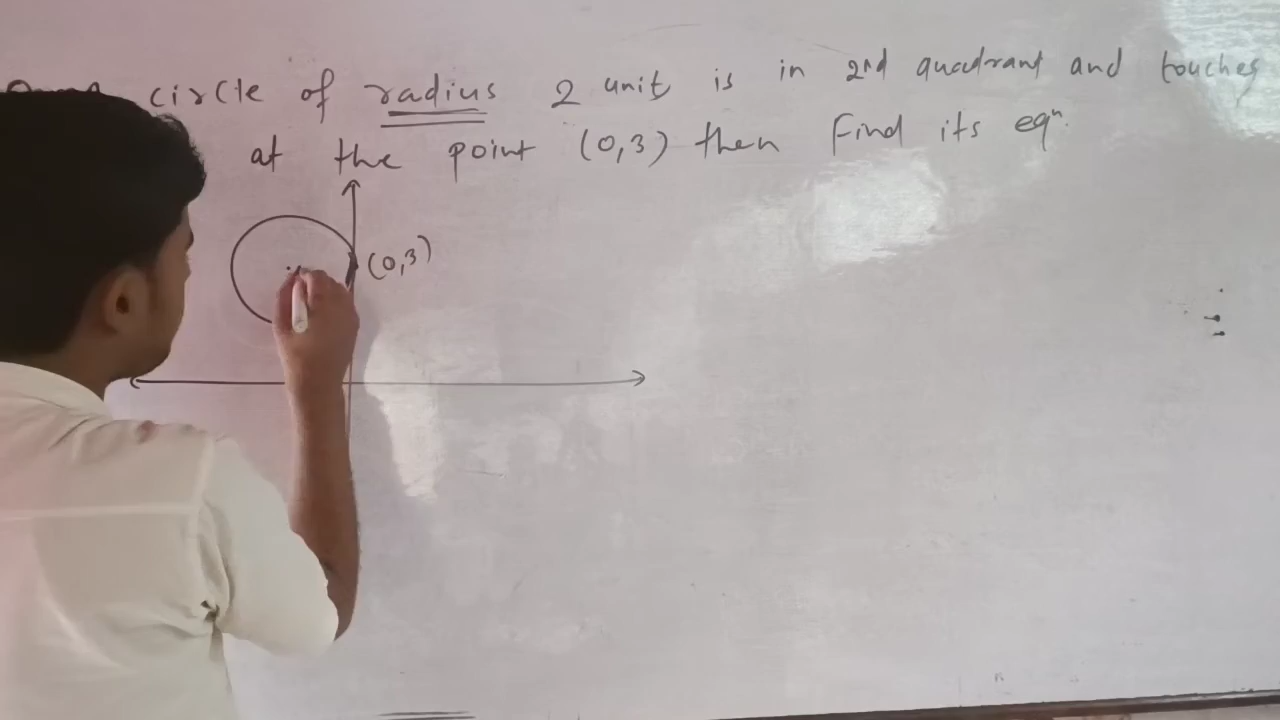 circle of radius 2 unit is in 2nd quadrant and touches
at the point (0,3) then find its eqⁿ.
(0,3)